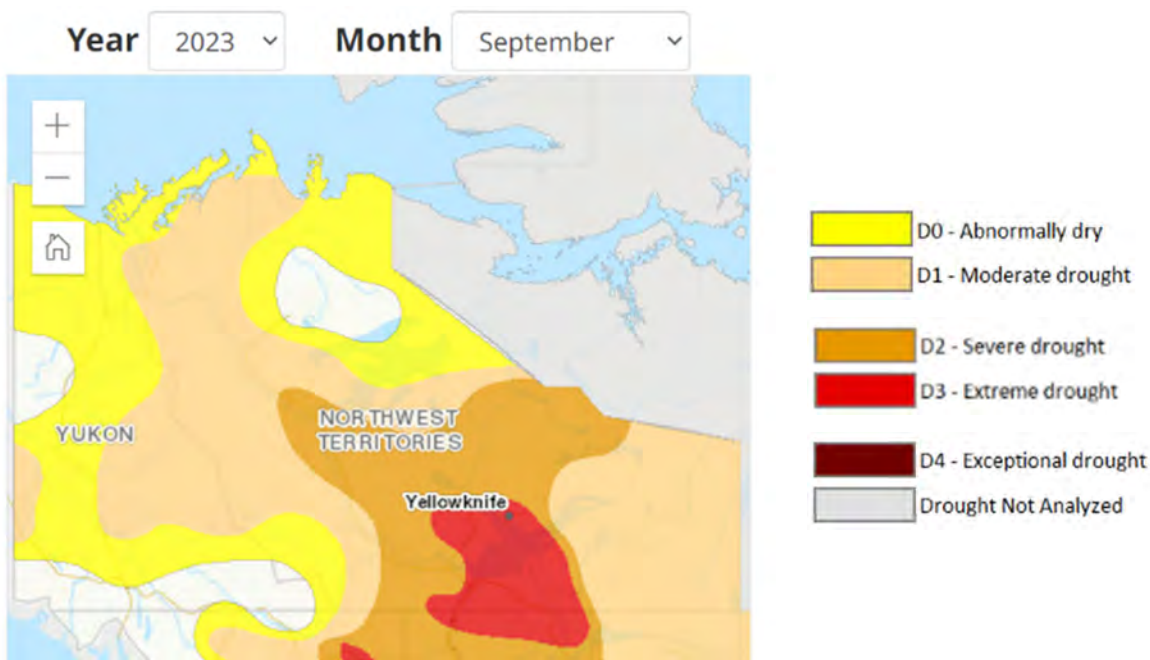 Year 2023 Month September
+
−
D0 - Abnormally dry
D1 - Moderate drought
D2 - Severe drought
D3 - Extreme drought
D4 - Exceptional drought
Drought Not Analyzed
NORTHWEST
TERRITORIES
YUKON
Yellowknife